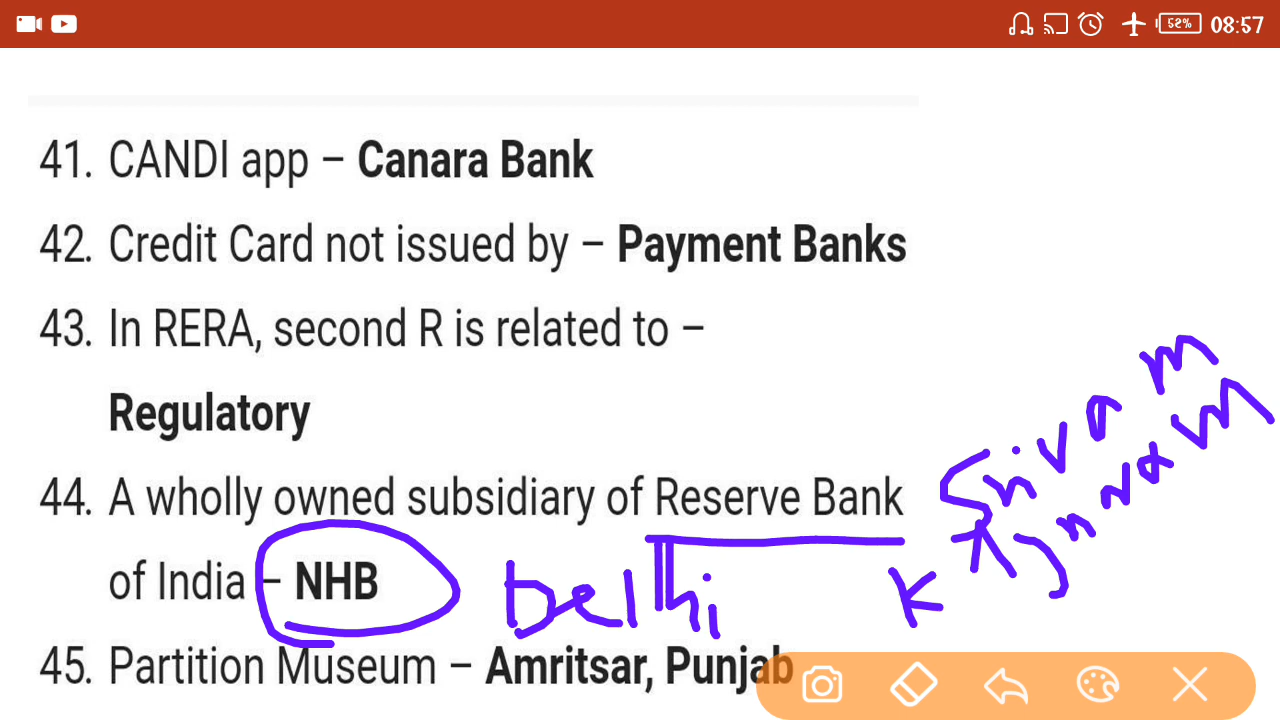 52% 08:57
41. CANDI app – Canara Bank
42. Credit Card not issued by – Payment Banks
43. In RERA, second R is related to –
Regulatory
44. A wholly owned subsidiary of Reserve Bank
of India – NHB
Delhi
45. Partition Museum – Amritsar, Punjab